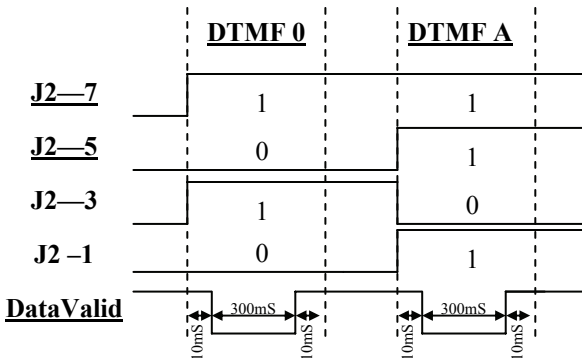 DTMF 0 DTMF A
J2—7 1 1
J2—5 0 1
J2—3 1 0
J2 –1 0 1
DataValid 300mS 300mS
10mS 10mS 10mS 10mS